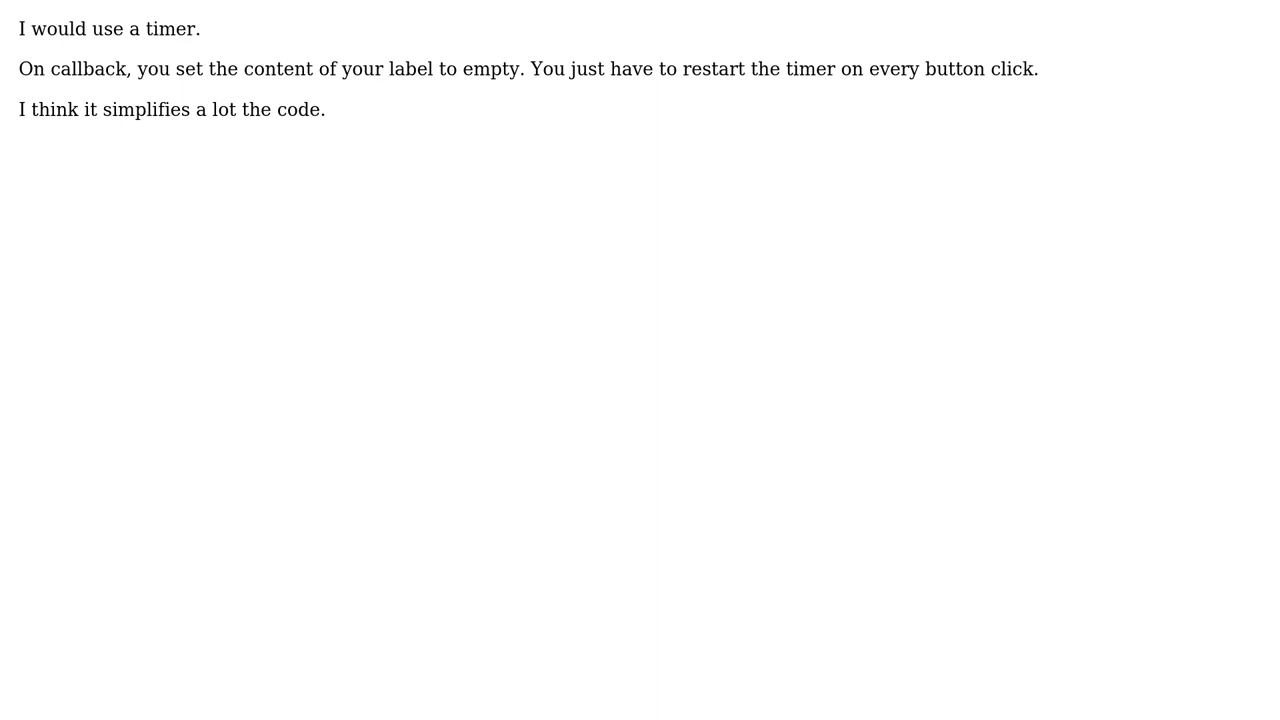 I would use a timer.
On callback, you set the content of your label to empty. You just have to restart the timer on every button click.
I think it simplifies a lot the code.